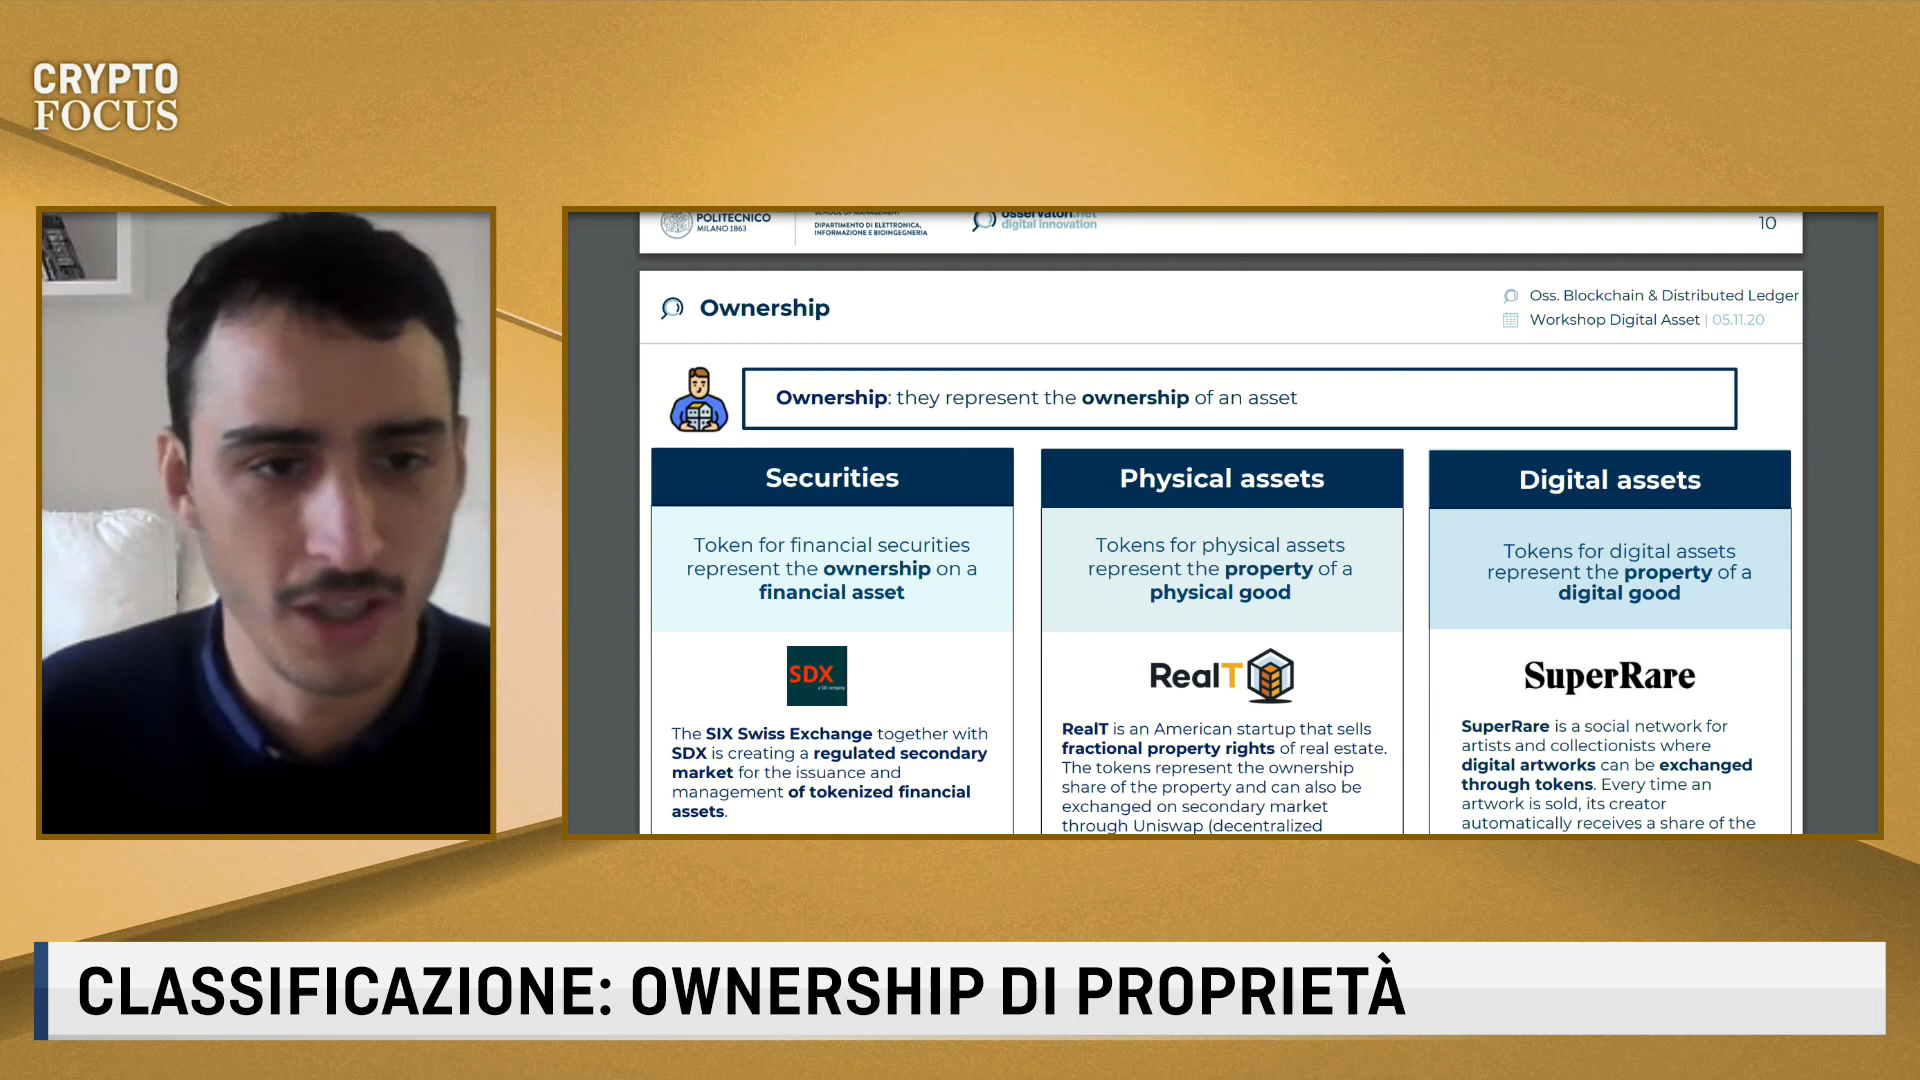 CRYPTO
FOCUS
POLITECNICO
MILANO 1863
SCHOOL OF MANAGEMENT
DIPARTIMENTO DI ELETTRONICA,
INFORMAZIONE E BIOINGEGNERIA
osservatori.net
digital innovation
10
Ownership
Oss. Blockchain & Distributed Ledger
Workshop Digital Asset | 05.11.20
Ownership: they represent the ownership of an asset
Securities
Token for financial securities
represent the ownership on a
financial asset
SDX
The SIX Swiss Exchange together with
SDX is creating a regulated secondary
market for the issuance and
management of tokenized financial
assets.
Physical assets
Tokens for physical assets
represent the property of a
physical good
RealT
RealT is an American startup that sells
fractional property rights of real estate.
The tokens represent the ownership
share of the property and can also be
exchanged on secondary market
through Uniswap (decentralized
Digital assets
Tokens for digital assets
represent the property of a
digital good
SuperRare
SuperRare is a social network for
artists and collectionists where
digital artworks can be exchanged
through tokens. Every time an
artwork is sold, its creator
automatically receives a share of the
CLASSIFICAZIONE: OWNERSHIP DI PROPRIETÀ